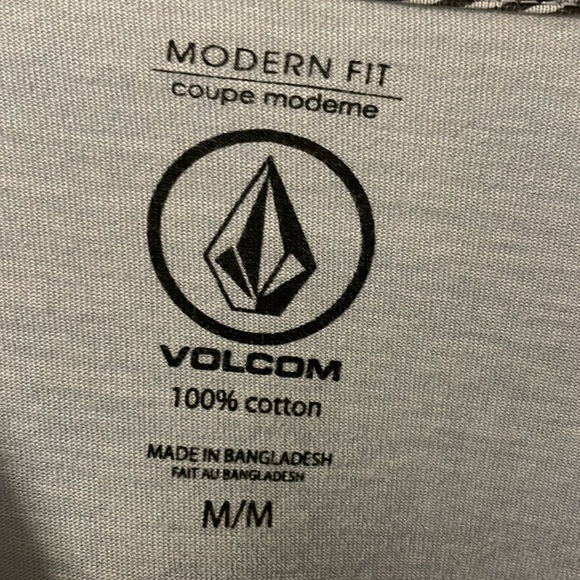 MODERN FIT
coupe moderne
VOLCOM
100% cotton
MADE IN BANGLADESH
FAIT AU BANGLADESH
M/M